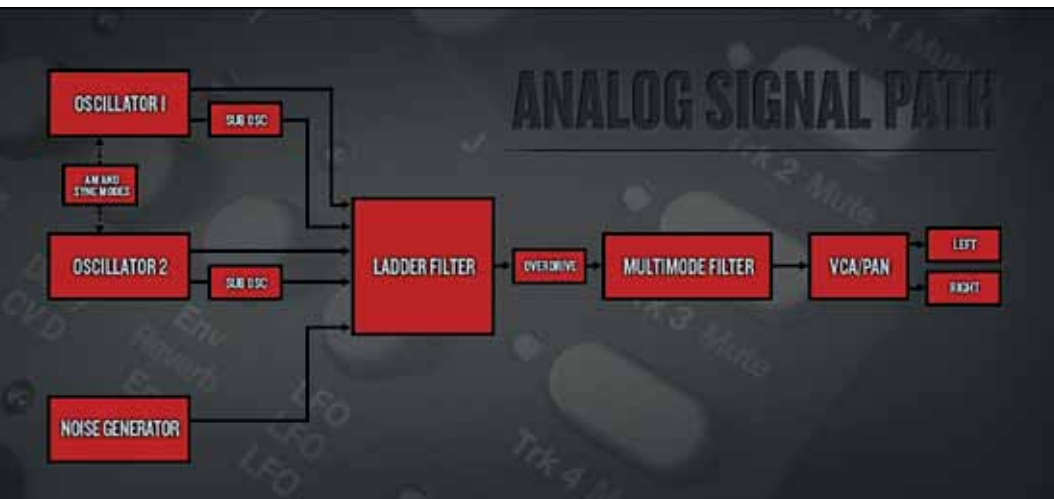 ANALOG SIGNAL PATH
OSCILLATOR 1
SUB OSC
AM AND
SYNC MODES
OSCILLATOR 2
SUB OSC
NOISE GENERATOR
LADDER FILTER
OVERDRIVE
MULTIMODE FILTER
VCA/PAN
LEFT
RIGHT
Trk 1 Mute
Trk 2 Mute
Trk 3 Mute
Trk 4 M
CV.D
Env
Reverb
LFO
LFO
LFO